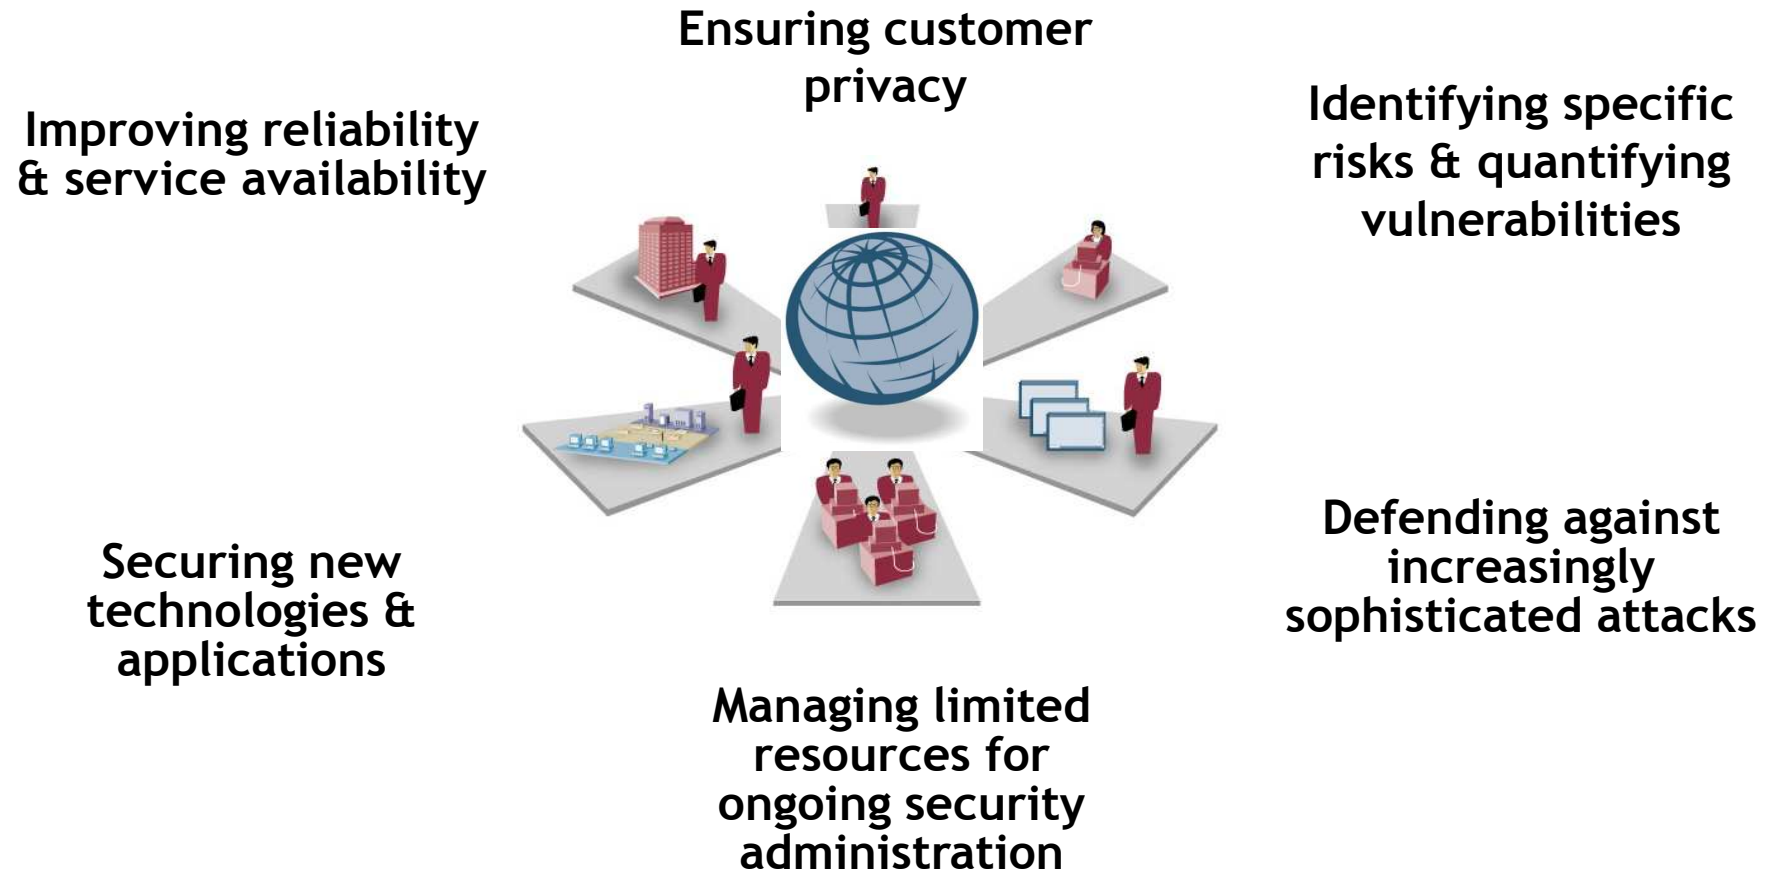 Ensuring customer
privacy
Improving reliability
& service availability
Identifying specific
risks & quantifying
vulnerabilities
Securing new
technologies &
applications
Defending against
increasingly
sophisticated attacks
Managing limited
resources for
ongoing security
administration